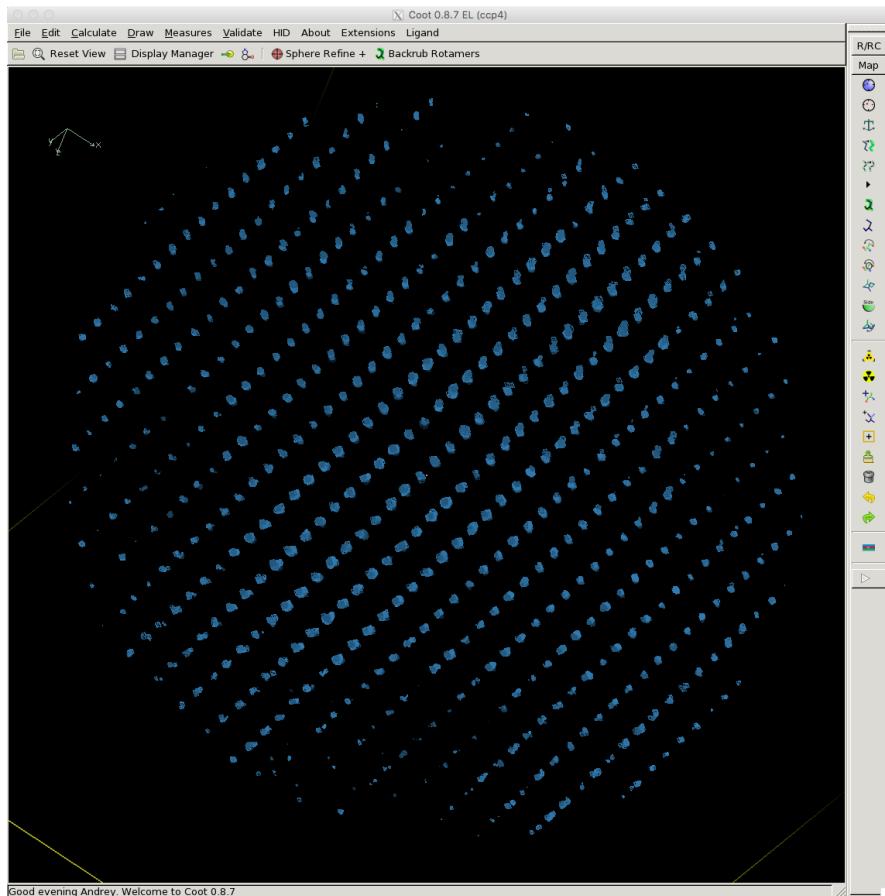 Coot 0.8.7 EL (ccp4)
File Edit Calculate Draw Measures Validate HID About Extensions Ligand
Reset View Display Manager Sphere Refine + Backrub Rotamers
R/RC
Map
y x
z
Side
Good evening Andrey. Welcome to Coot 0.8.7